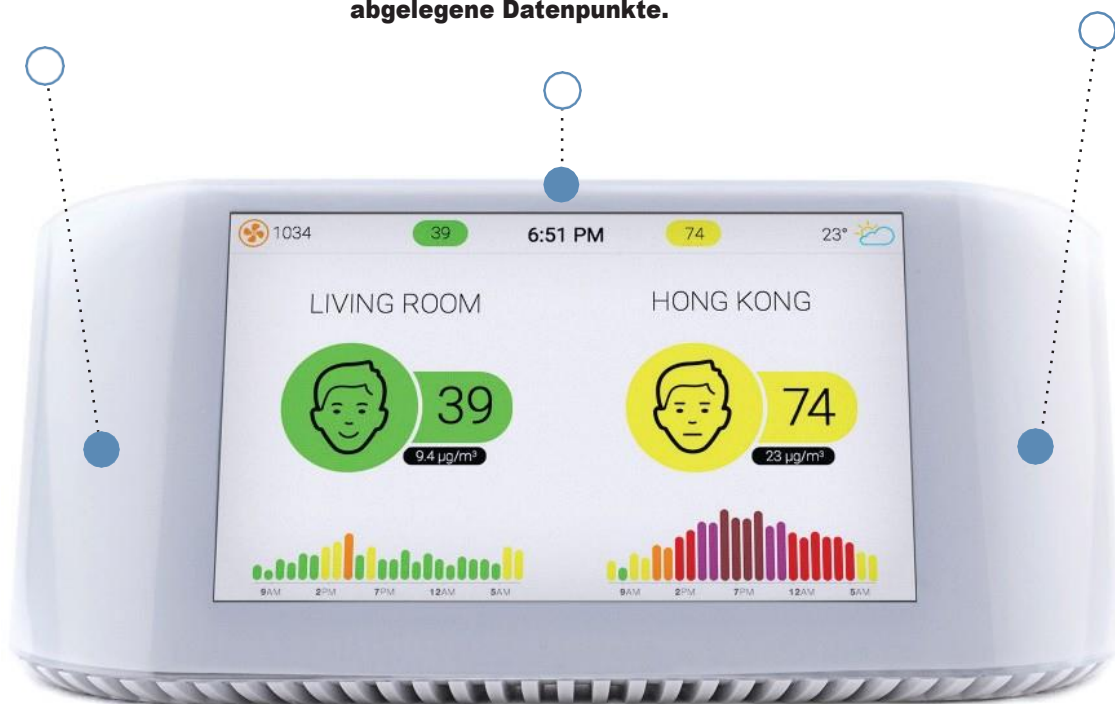 abgelegene Datenpunkte.
1034 39 6:51 PM 74 23°
LIVING ROOM
HONG KONG
39
9.4 µg/m³
74
23 µg/m³
9AM 2PM 7PM 12AM 5AM
9AM 2PM 7PM 12AM 5AM